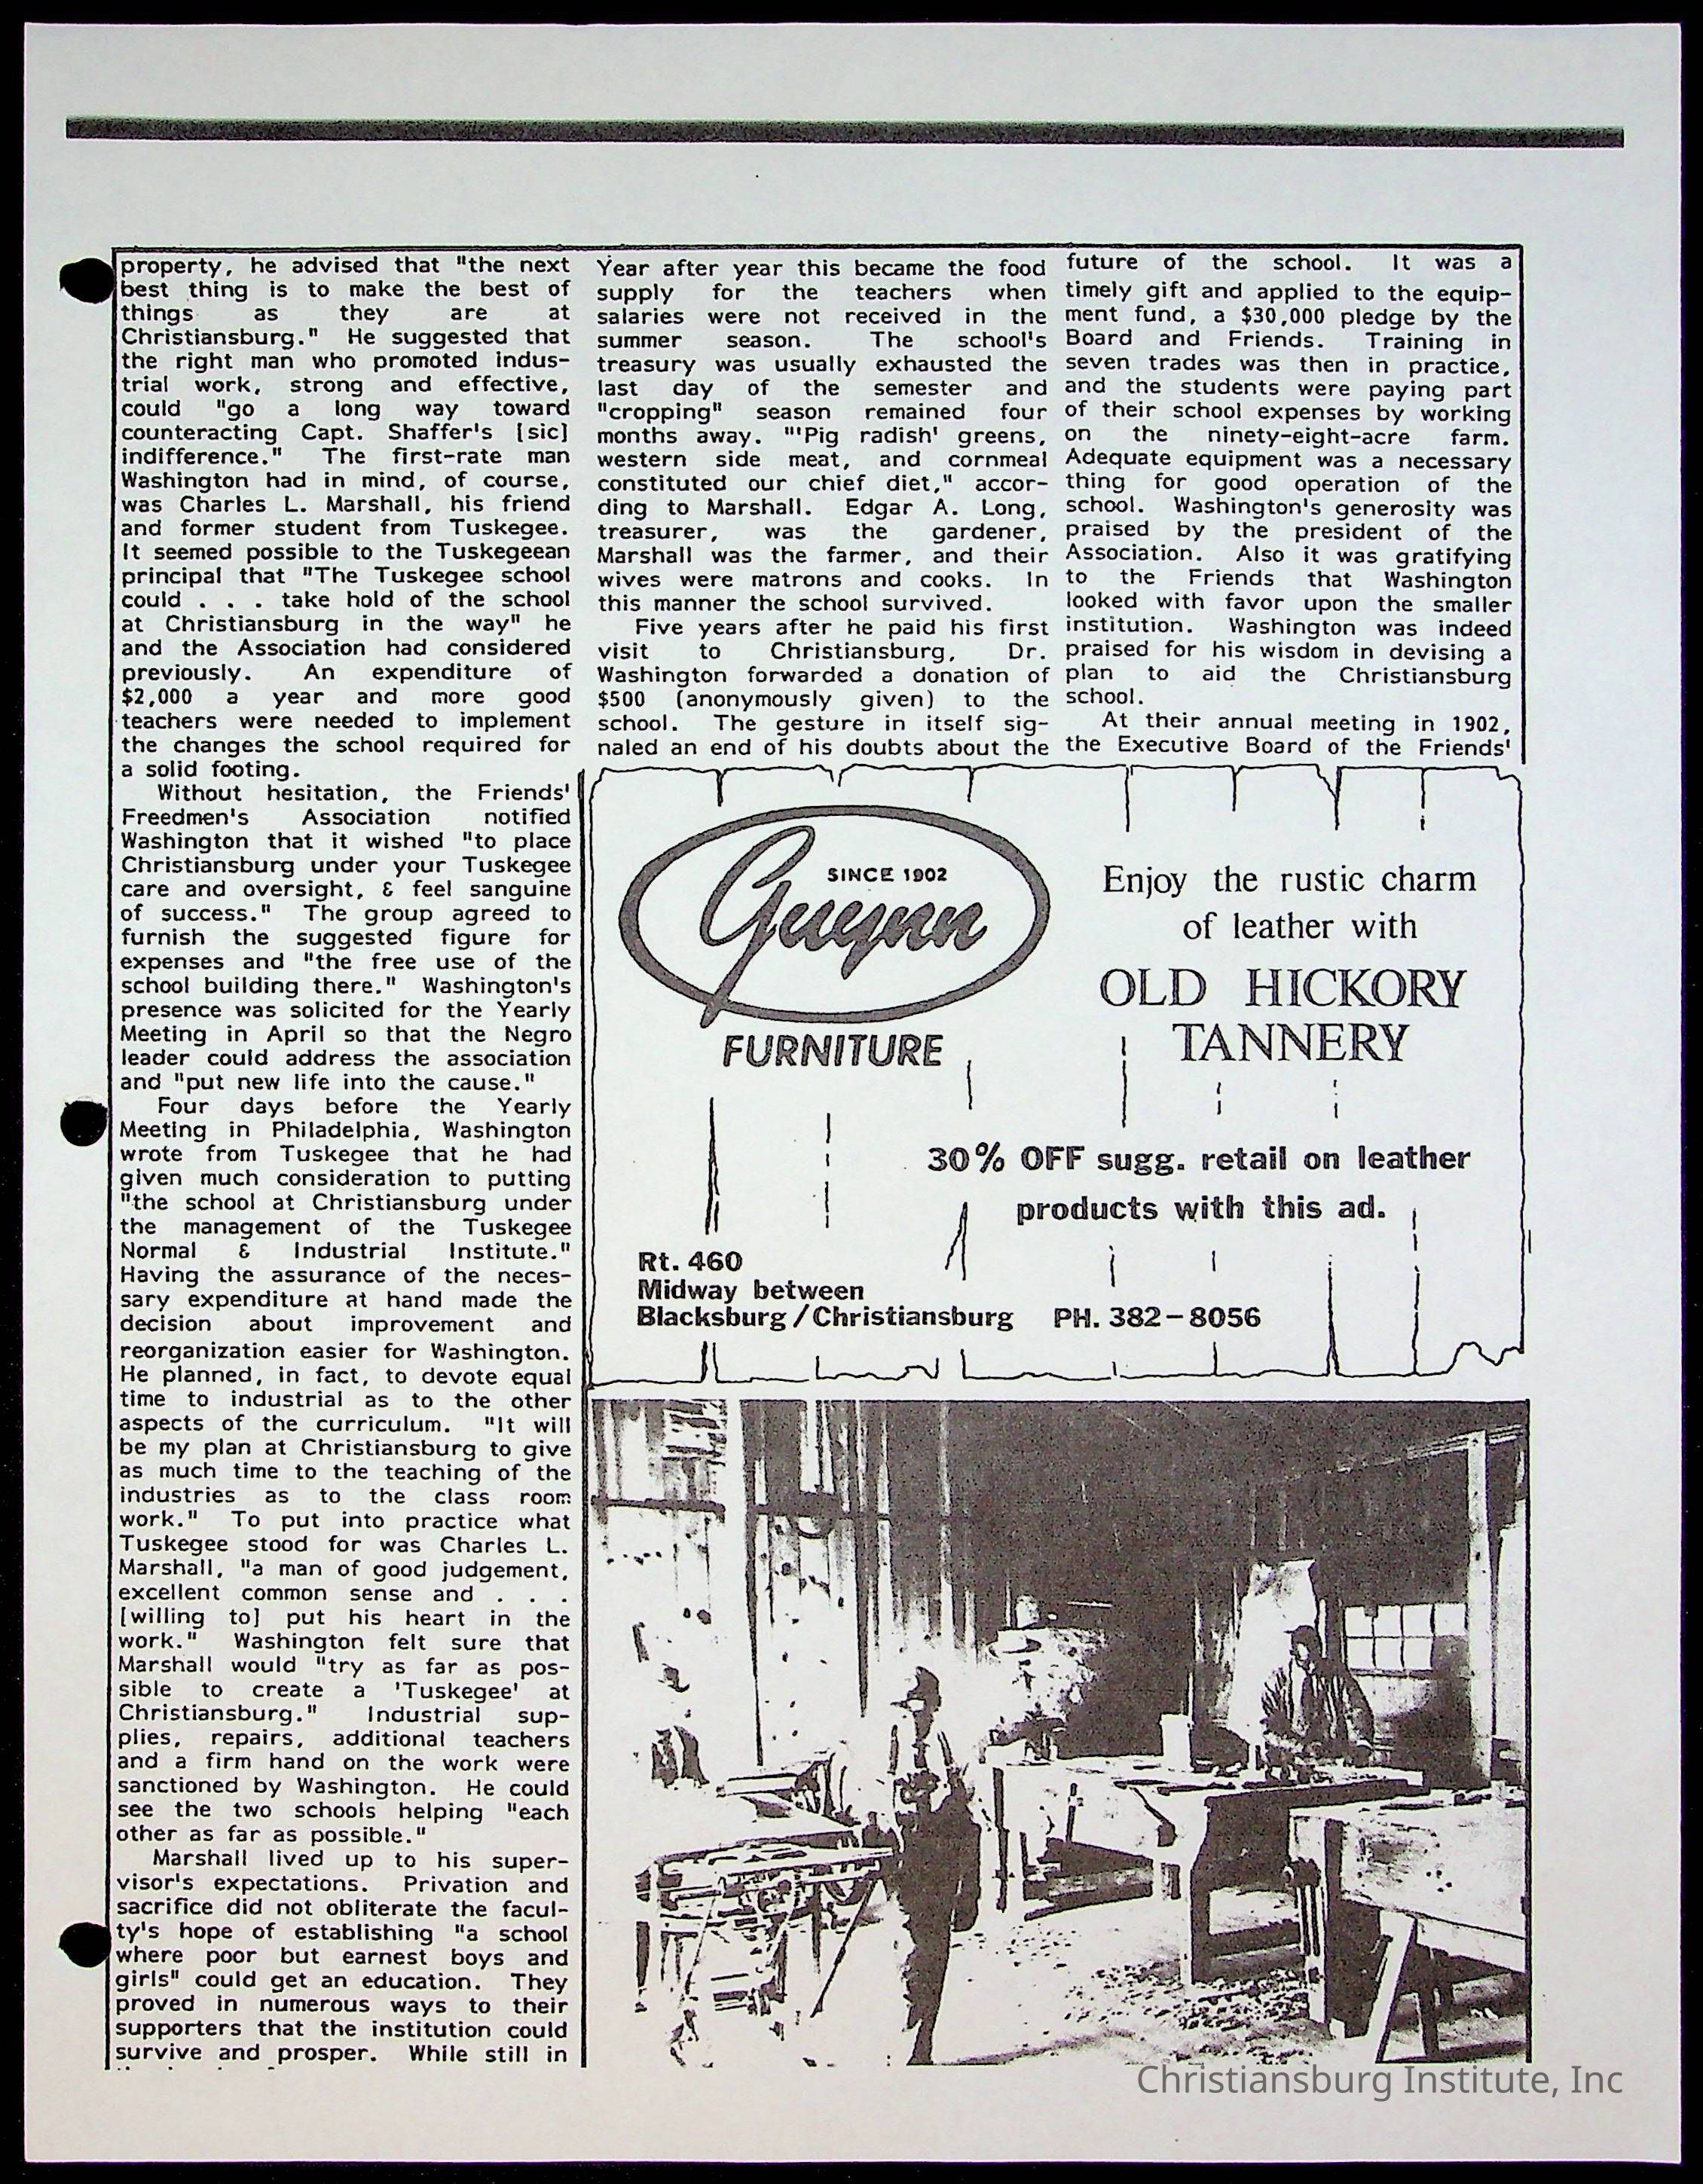 property, he advised that "the next
best thing is to make the best of
things as they are at
Christiansburg." He suggested that
the right man who promoted indus-
trial work, strong and effective,
could "go a long way toward
counteracting Capt. Shaffer's [sic]
indifference." The first-rate man
Washington had in mind, of course,
was Charles L. Marshall, his friend
and former student from Tuskegee.
It seemed possible to the Tuskegeean
principal that "The Tuskegee school
could . . . take hold of the school
at Christiansburg in the way" he
and the Association had considered
previously. An expenditure of
$2,000 a year and more good
teachers were needed to implement
the changes the school required for
a solid footing.
Without hesitation, the Friends'
Freedmen's Association notified
Washington that it wished "to place
Christiansburg under your Tuskegee
care and oversight, & feel sanguine
of success." The group agreed to
furnish the suggested figure for
expenses and "the free use of the
school building there." Washington's
presence was solicited for the Yearly
Meeting in April so that the Negro
leader could address the association
and "put new life into the cause."
Four days before the Yearly
Meeting in Philadelphia, Washington
wrote from Tuskegee that he had
given much consideration to putting
"the school at Christiansburg under
the management of the Tuskegee
Normal & Industrial Institute."
Having the assurance of the neces-
sary expenditure at hand made the
decision about improvement and
reorganization easier for Washington.
He planned, in fact, to devote equal
time to industrial as to the other
aspects of the curriculum. "It will
be my plan at Christiansburg to give
as much time to the teaching of the
industries as to the class room
work." To put into practice what
Tuskegee stood for was Charles L.
Marshall, "a man of good judgement,
excellent common sense and . . .
[willing to] put his heart in the
work." Washington felt sure that
Marshall would "try as far as pos-
sible to create a 'Tuskegee' at
Christiansburg." Industrial sup-
plies, repairs, additional teachers
and a firm hand on the work were
sanctioned by Washington. He could
see the two schools helping "each
other as far as possible."
Marshall lived up to his super-
visor's expectations. Privation and
sacrifice did not obliterate the facul-
ty's hope of establishing "a school
where poor but earnest boys and
girls" could get an education. They
proved in numerous ways to their
supporters that the institution could
survive and prosper. While still in
Year after year this became the food
supply for the teachers when
salaries were not received in the
summer season. The school's
treasury was usually exhausted the
last day of the semester and
"cropping" season remained four
months away. "'Pig radish' greens,
western side meat, and cornmeal
constituted our chief diet," accor-
ding to Marshall. Edgar A. Long,
treasurer, was the gardener,
Marshall was the farmer, and their
wives were matrons and cooks. In
this manner the school survived.
Five years after he paid his first
visit to Christiansburg, Dr.
Washington forwarded a donation of
$500 (anonymously given) to the
school. The gesture in itself sig-
naled an end of his doubts about the
future of the school. It was a
timely gift and applied to the equip-
ment fund, a $30,000 pledge by the
Board and Friends. Training in
seven trades was then in practice,
and the students were paying part
of their school expenses by working
on the ninety-eight-acre farm.
Adequate equipment was a necessary
thing for good operation of the
school. Washington's generosity was
praised by the president of the
Association. Also it was gratifying
to the Friends that Washington
looked with favor upon the smaller
institution. Washington was indeed
praised for his wisdom in devising a
plan to aid the Christiansburg
school.
At their annual meeting in 1902,
the Executive Board of the Friends'
SINCE 1902
Guynn
FURNITURE
Enjoy the rustic charm
of leather with
OLD HICKORY
TANNERY
30% OFF sugg. retail on leather
products with this ad.
Rt. 460
Midway between
Blacksburg/Christiansburg PH. 382-8056
Christiansburg Institute, Inc